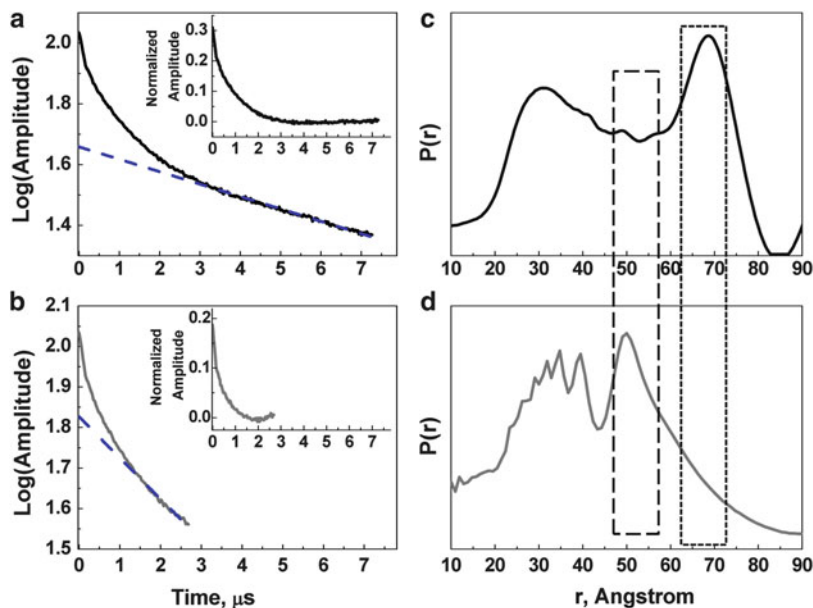 a
2.0
1.8
1.6
1.4
Log(Amplitude)
0 1 2 3 4 5 6 7
Normalized
Amplitude
0.3
0.2
0.1
0.0
0 1 2 3 4 5 6 7
b
2.1
2.0
1.9
1.8
1.7
1.6
1.5
Log(Amplitude)
0 1 2 3 4 5 6 7
Time, μs
Normalized
Amplitude
0.2
0.1
0.0
0 1 2 3 4 5 6 7
c
P(r)
10 20 30 40 50 60 70 80 90
d
P(r)
10 20 30 40 50 60 70 80 90
r, Angstrom